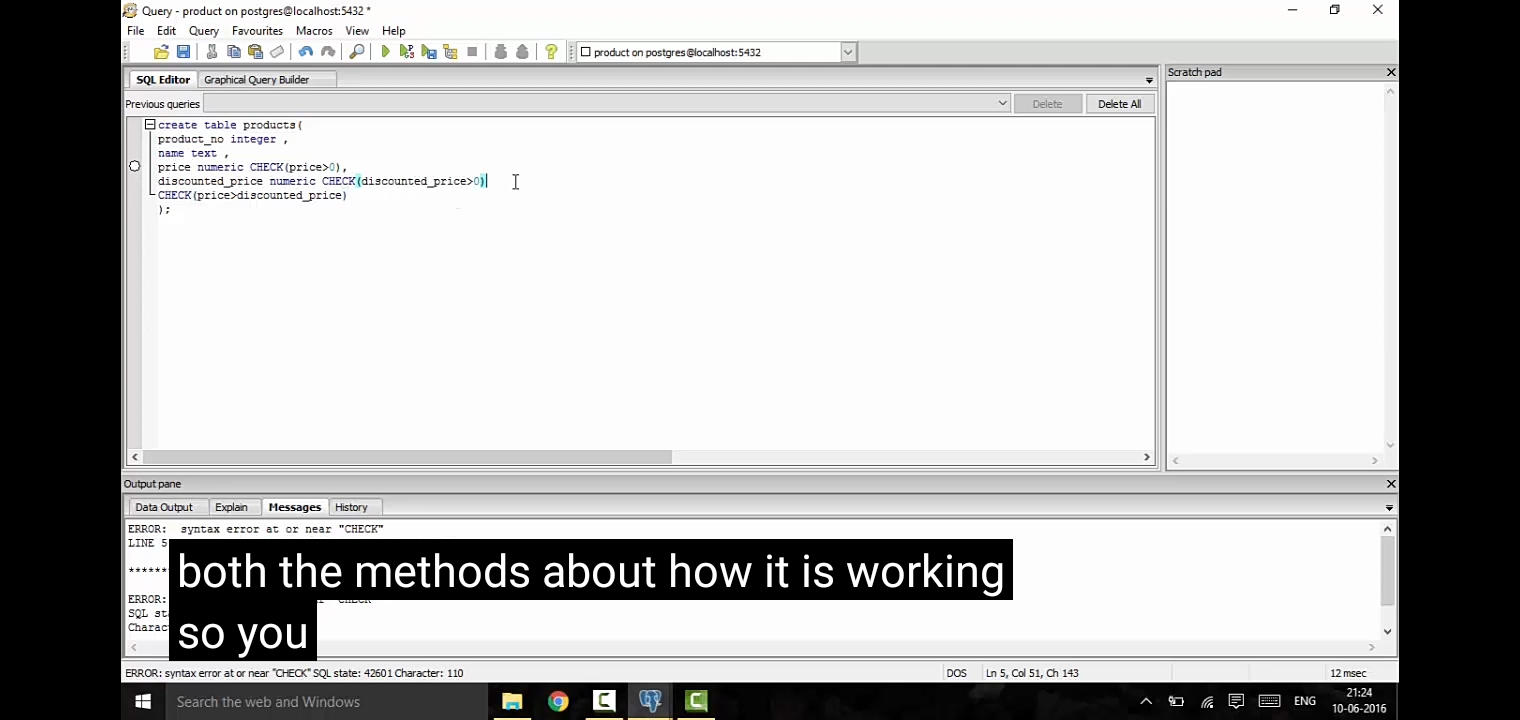 Query - product on postgres@localhost:5432 *
File Edit Query Favourites Macros View Help
product on postgres@localhost:5432
SQL Editor Graphical Query Builder
Scratch pad
Previous queries
Delete Delete All
create table products(
product_no integer ,
name text ,
price numeric CHECK(price>0),
discounted_price numeric CHECK(discounted_price>0)
CHECK(price>discounted_price)
);
Output pane
Data Output Explain Messages History
ERROR: syntax error at or near "CHECK"
LINE 5
both the methods about how it is working
so you
ERROR:
SQL st
Charac
ERROR: syntax error at or near "CHECK" SQL state: 42601 Character: 110
DOS
Ln 5, Col 51, Ch 143
12 msec
Search the web and Windows
ENG
21:24
10-06-2016